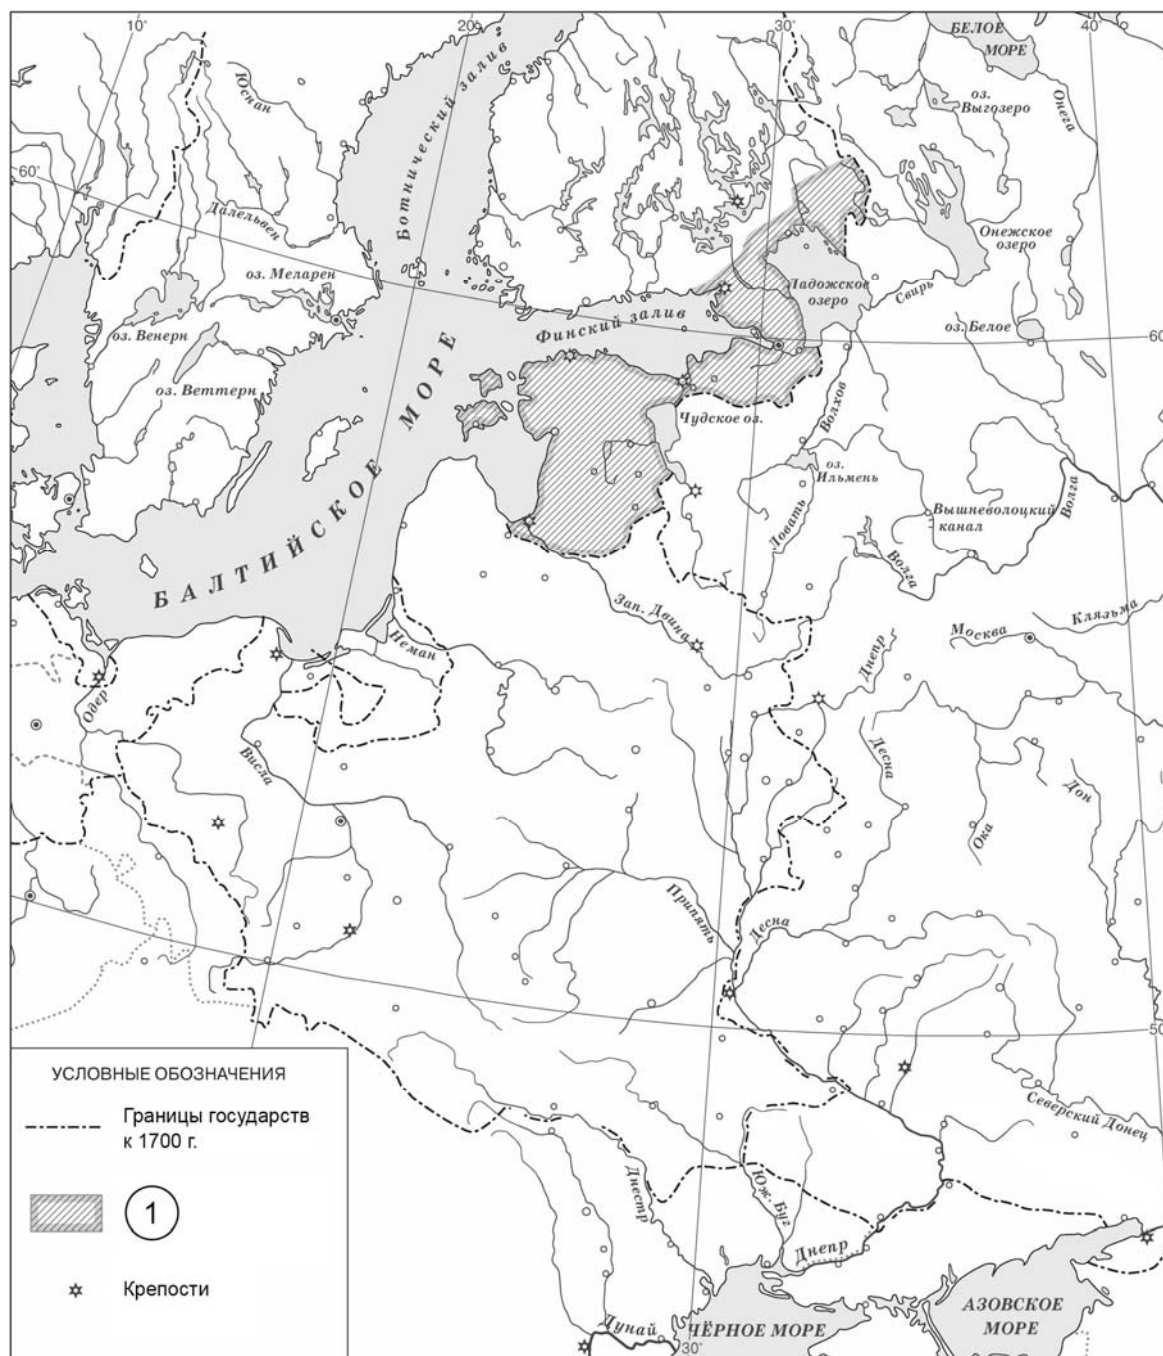 10°
20°
30°
40°
БЕЛОЕ
МОРЕ
Юснан
Ботнический залив
оз.
Выгозеро
Онега
60°
Далельвен
оз. Меларен
Онежское
озеро
Ладожское
озеро
Свирь
оз. Венерн
Финский залив
оз. Белое
60°
оз. Веттерн
Чудское оз.
Волхов
оз.
Ильмень
БАЛТИЙСКОЕ МОРЕ
Ловать
Вышневолоцкий
канал
Волга
Волга
Зап. Двина
Клязьма
Москва
Неман
Днепр
Одер
Висла
Десна
Дон
Ока
Припять
Десна
50°
УСЛОВНЫЕ ОБОЗНАЧЕНИЯ
Границы государств
к 1700 г.
1
Крепости
Северский Донец
Днестр
Юж. Буг
Днепр
Дунай
ЧЁРНОЕ МОРЕ
АЗОВСКОЕ
МОРЕ
30°